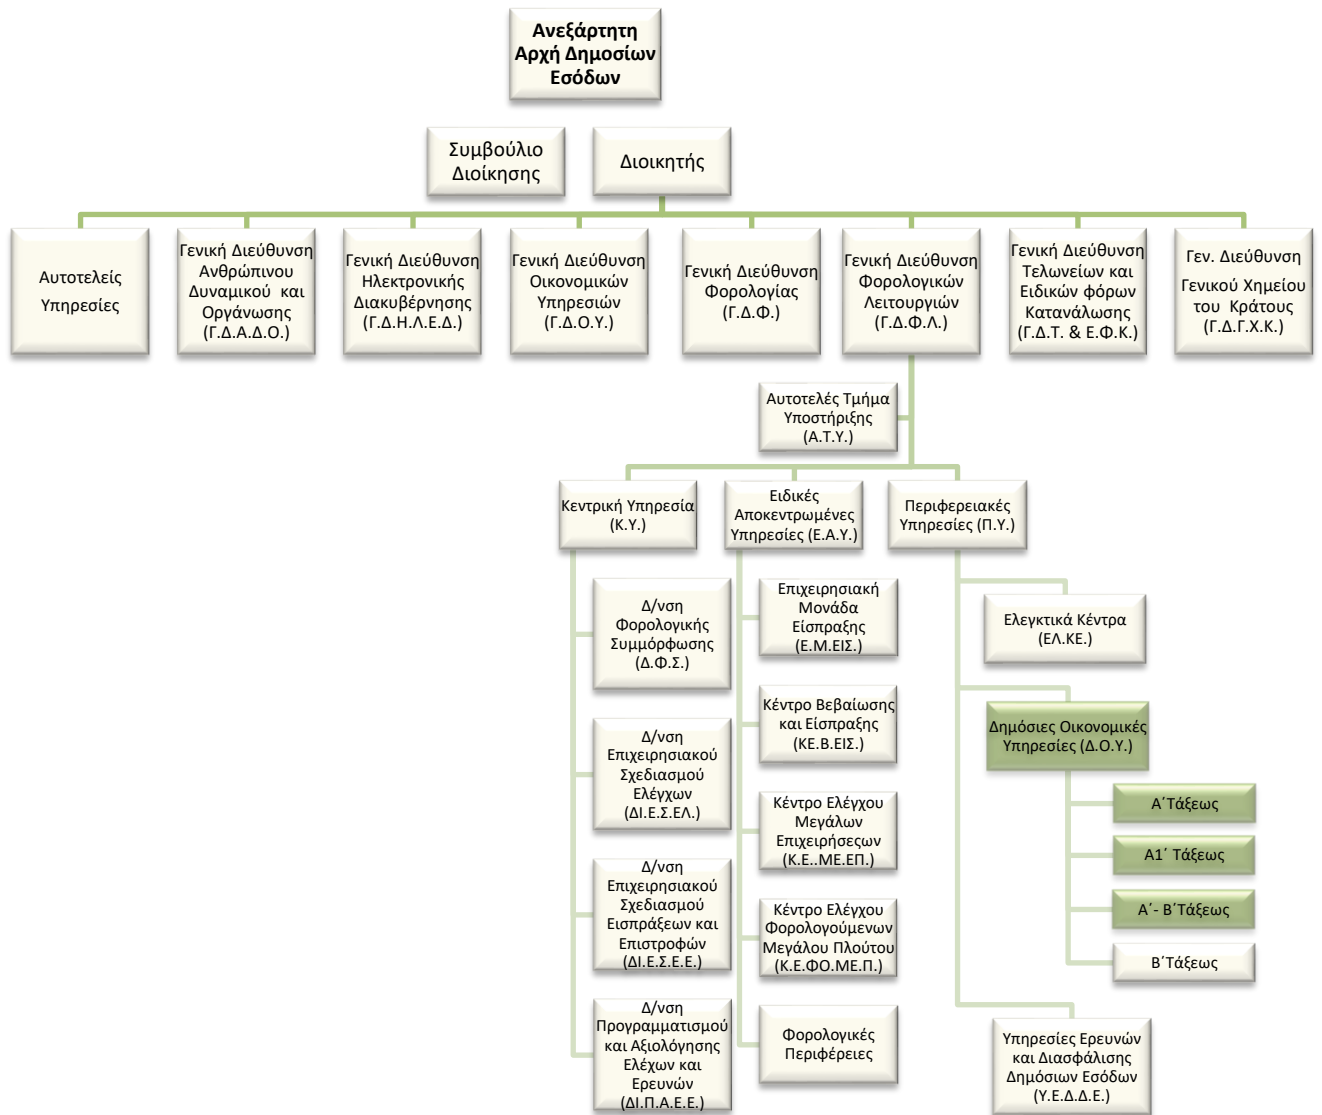 Ανεξάρτητη
Αρχή Δημοσίων
Εσόδων
Συμβούλιο
Διοίκησης
Διοικητής
Αυτοτελείς
Υπηρεσίες
Γενική Διεύθυνση
Ανθρώπινου
Δυναμικού και
Οργάνωσης
(Γ.Δ.Α.Δ.Ο.)
Γενική Διεύθυνση
Ηλεκτρονικής
Διακυβέρνησης
(Γ.Δ.Η.Λ.Ε.Δ.)
Γενική Διεύθυνση
Οικονομικών
Υπηρεσιών
(Γ.Δ.Ο.Υ.)
Γενική Διεύθυνση
Φορολογίας
(Γ.Δ.Φ.)
Γενική Διεύθυνση
Φορολογικών
Λειτουργιών
(Γ.Δ.Φ.Λ.)
Γενική Διεύθυνση
Τελωνείων και
Ειδικών φόρων
Κατανάλωσης
(Γ.Δ.Τ. & Ε.Φ.Κ.)
Γεν. Διεύθυνση
Γενικού Χημείου
του Κράτους
(Γ.Δ.Γ.Χ.Κ.)
Αυτοτελές Τμήμα
Υποστήριξης
(Α.Τ.Υ.)
Κεντρική Υπηρεσία
(Κ.Υ.)
Ειδικές
Αποκεντρωμένες
Υπηρεσίες (Ε.Α.Υ.)
Περιφερειακές
Υπηρεσίες (Π.Υ.)
Δ/νση
Φορολογικής
Συμμόρφωσης
(Δ.Φ.Σ.)
Δ/νση
Επιχειρησιακού
Σχεδιασμού
Ελέγχων
(ΔΙ.Ε.Σ.ΕΛ.)
Δ/νση
Επιχειρησιακού
Σχεδιασμού
Εισπράξεων και
Επιστροφών
(ΔΙ.Ε.Σ.Ε.Ε.)
Δ/νση
Προγραμματισμού
και Αξιολόγησης
Ελέχων και
Ερευνών
(ΔΙ.Π.Α.Ε.Ε.)
Επιχειρησιακή
Μονάδα
Είσπραξης
(Ε.Μ.ΕΙΣ.)
Κέντρο Βεβαίωσης
και Είσπραξης
(ΚΕ.Β.ΕΙΣ.)
Κέντρο Ελέγχου
Μεγάλων
Επιχειρήσεςων
(Κ.Ε..ΜΕ.ΕΠ.)
Κέντρο Ελέγχου
Φορολογούμενων
Μεγάλου Πλούτου
(Κ.Ε.ΦΟ.ΜΕ.Π.)
Φορολογικές
Περιφέρειες
Ελεγκτικά Κέντρα
(ΕΛ.ΚΕ.)
Δημόσιες Οικονομικές
Υπηρεσίες (Δ.Ο.Υ.)
Α΄Τάξεως
Α1΄ Τάξεως
Α΄- Β΄Τάξεως
Β΄Τάξεως
Υπηρεσίες Ερευνών
και Διασφάλισης
Δημόσιων Εσόδων
(Υ.Ε.Δ.Δ.Ε.)